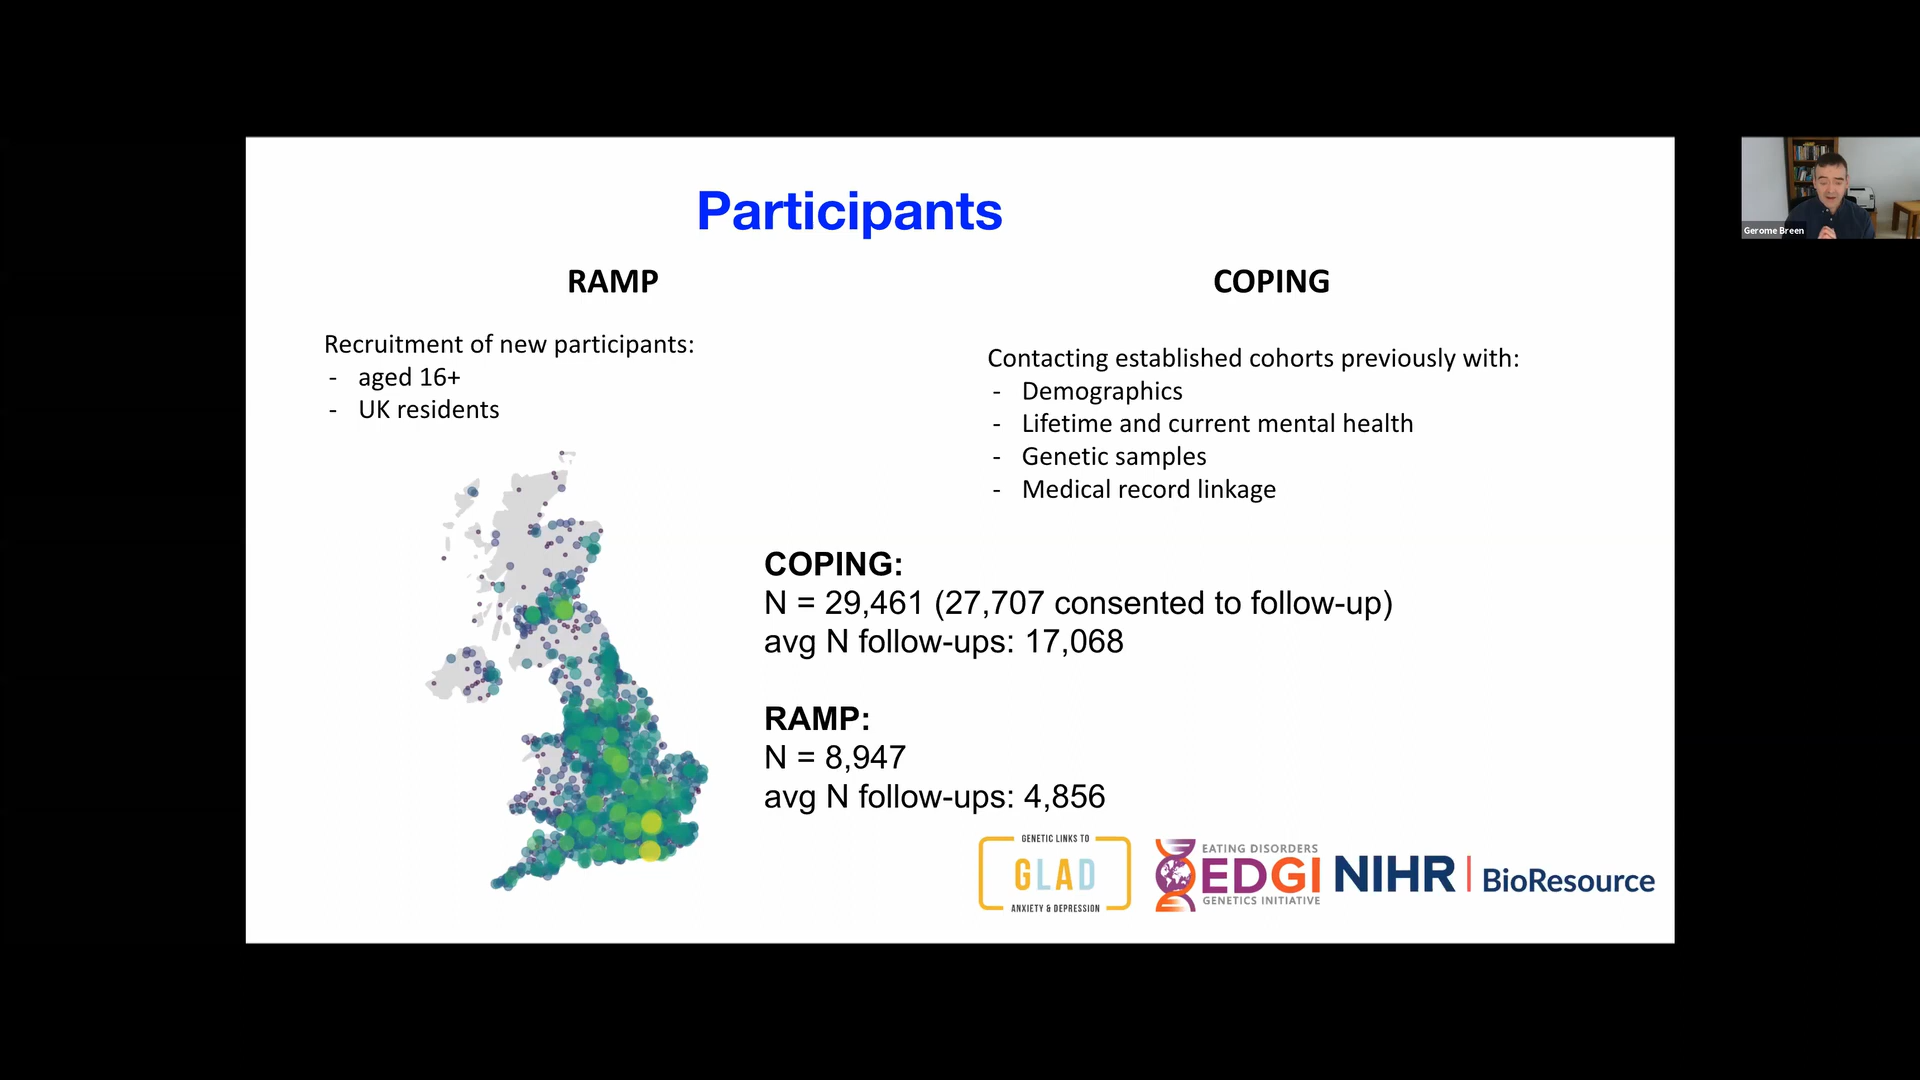 Participants
RAMP
COPING
Recruitment of new participants:
- aged 16+
- UK residents
Contacting established cohorts previously with:
- Demographics
- Lifetime and current mental health
- Genetic samples
- Medical record linkage
COPING:
N = 29,461 (27,707 consented to follow-up)
avg N follow-ups: 17,068
RAMP:
N = 8,947
avg N follow-ups: 4,856
GENETIC LINKS TO
GLAD
ANXIETY & DEPRESSION
EATING DISORDERS
EDGI
GENETICS INITIATIVE
NIHR | BioResource
Gerome Breen